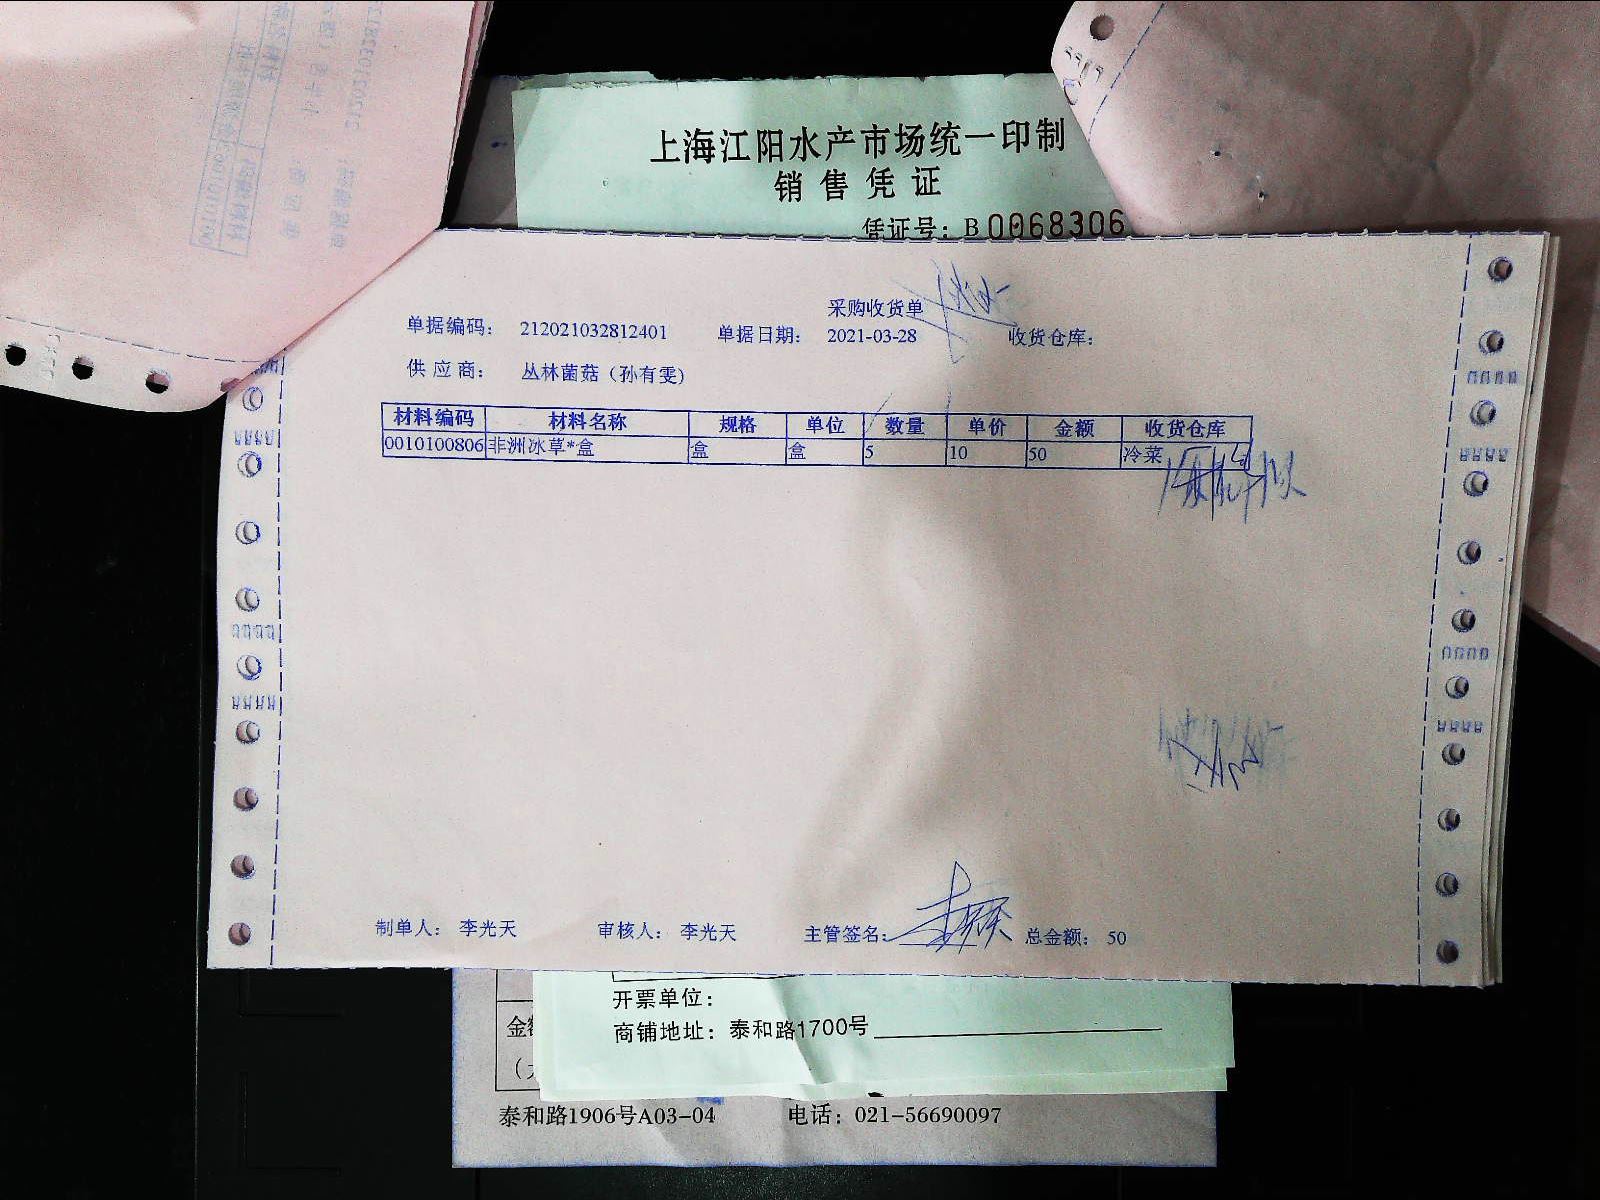 上海江阳水产市场统一印制
销售凭证
凭证号：B0068306
采购收货单
单据编码： 212021032812401 单据日期： 2021-03-28 收货仓库：
供应商： 丛林菌菇（孙有雯）
材料编码 材料名称 规格 单位 数量 单价 金额 收货仓库
0010100806 非洲冰草*盒 盒 盒 5 10 50 冷菜
制单人： 李光天 审核人： 李光天 主管签名： 总金额： 50
开票单位：
商铺地址：泰和路1700号
泰和路1906号A03-04 电话：021-56690097